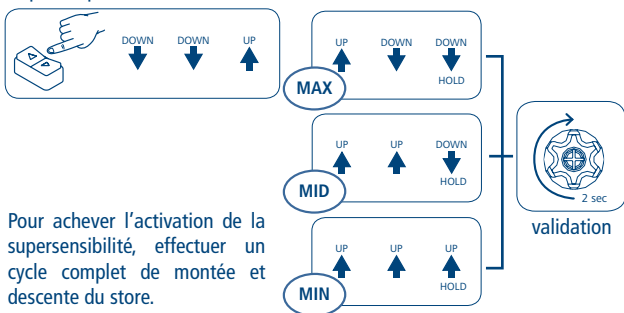 DOWN DOWN UP
UP DOWN DOWN
HOLD
MAX
UP UP DOWN
HOLD
MID
UP UP UP
HOLD
MIN
2 sec
validation
Pour achever l'activation de la
supersensibilité, effectuer un
cycle complet de montée et
descente du store.